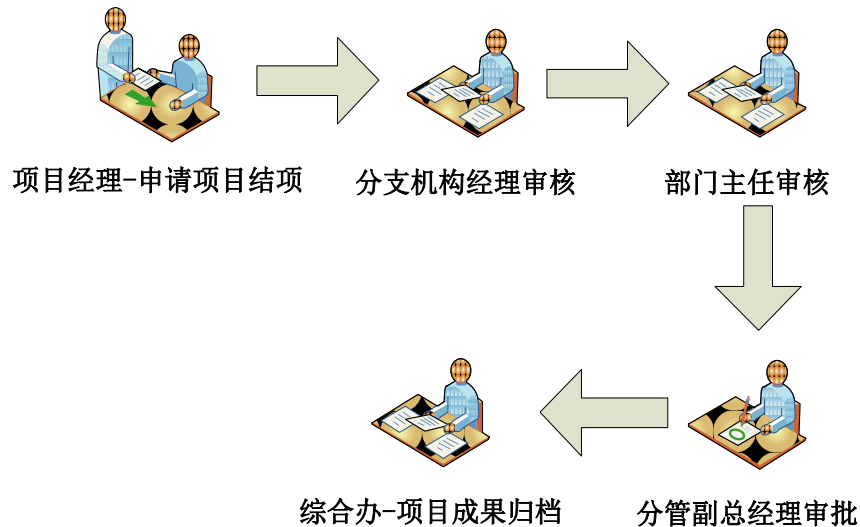 项目经理-申请项目结项
分支机构经理审核
部门主任审核
分管副总经理审批
综合办-项目成果归档